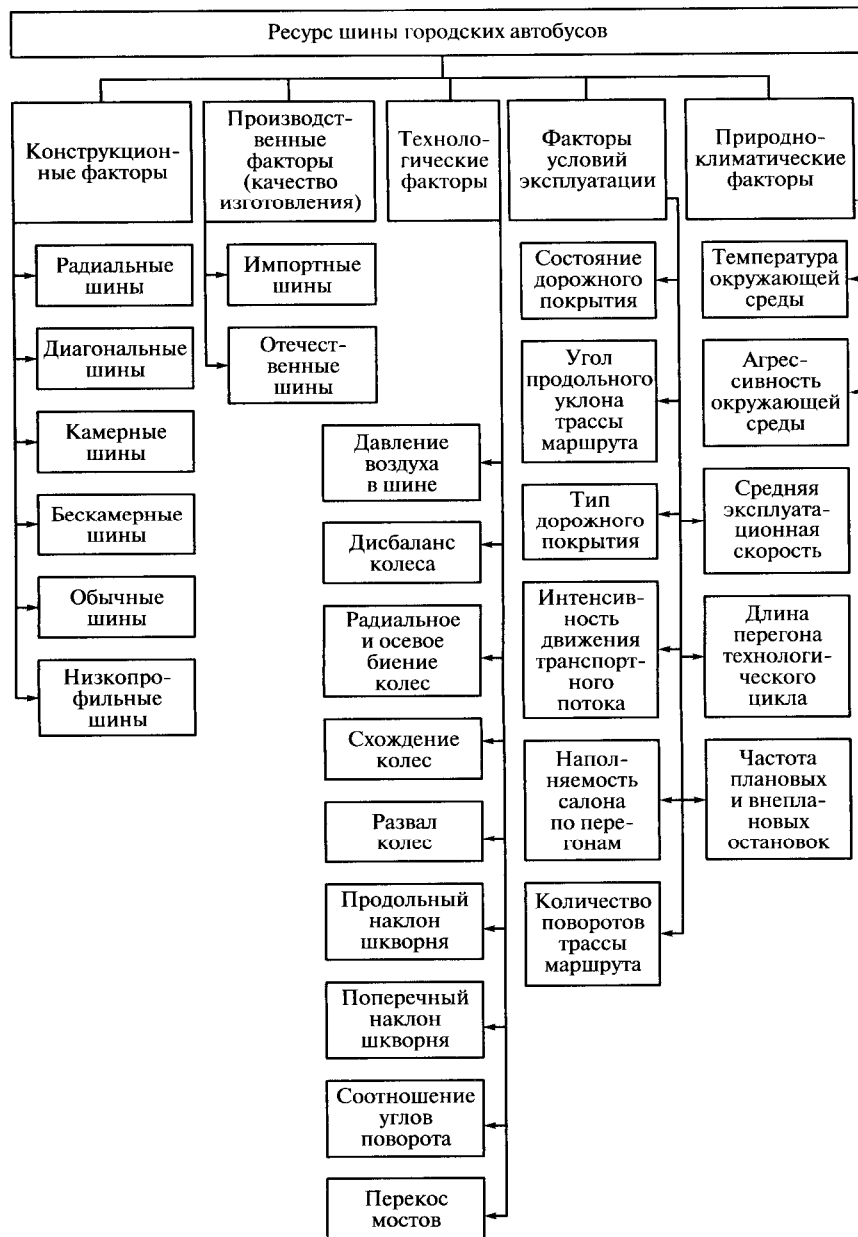 Ресурс шины городских автобусов
Конструкцион-
ные факторы
Производст-
венные
факторы
(качество
изготовления)
Техноло-
гические
факторы
Факторы
условий
эксплуатации
Природно-
климатические
факторы
Радиальные
шины
Диагональные
шины
Камерные
шины
Бескамерные
шины
Обычные
шины
Низкопро-
фильные
шины
Импортные
шины
Отечест-
венные
шины
Давление
воздуха
в шине
Дисбаланс
колеса
Радиальное
и осевое
биение
колес
Схождение
колес
Развал
колес
Продольный
наклон
шкворня
Поперечный
наклон
шкворня
Соотношение
углов
поворота
Перекос
мостов
Состояние
дорожного
покрытия
Угол
продольного
уклона
трассы
маршрута
Тип
дорожного
покрытия
Интенсив-
ность
движения
транспорт-
ного
потока
Напол-
няемость
салона
по пере-
гонам
Количество
поворотов
трассы
маршрута
Температура
окружающей
среды
Агрес-
сивность
окружающей
среды
Средняя
эксплуата-
ционная
скорость
Длина
перегона
технологи-
ческого
цикла
Частота
плановых
и внепла-
новых
остановок